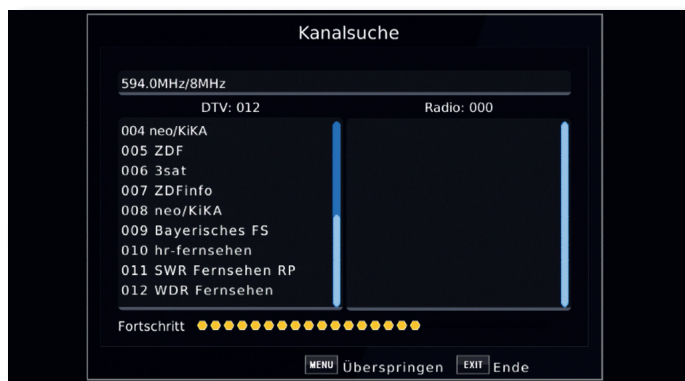 Kanalsuche
594.0MHz/8MHz
DTV: 012
Radio: 000
004 neo/KiKA
005 ZDF
006 3sat
007 ZDFinfo
008 neo/KiKA
009 Bayerisches FS
010 hr-fernsehen
011 SWR Fernsehen RP
012 WDR Fernsehen
Fortschritt
MENU Überspringen EXIT Ende